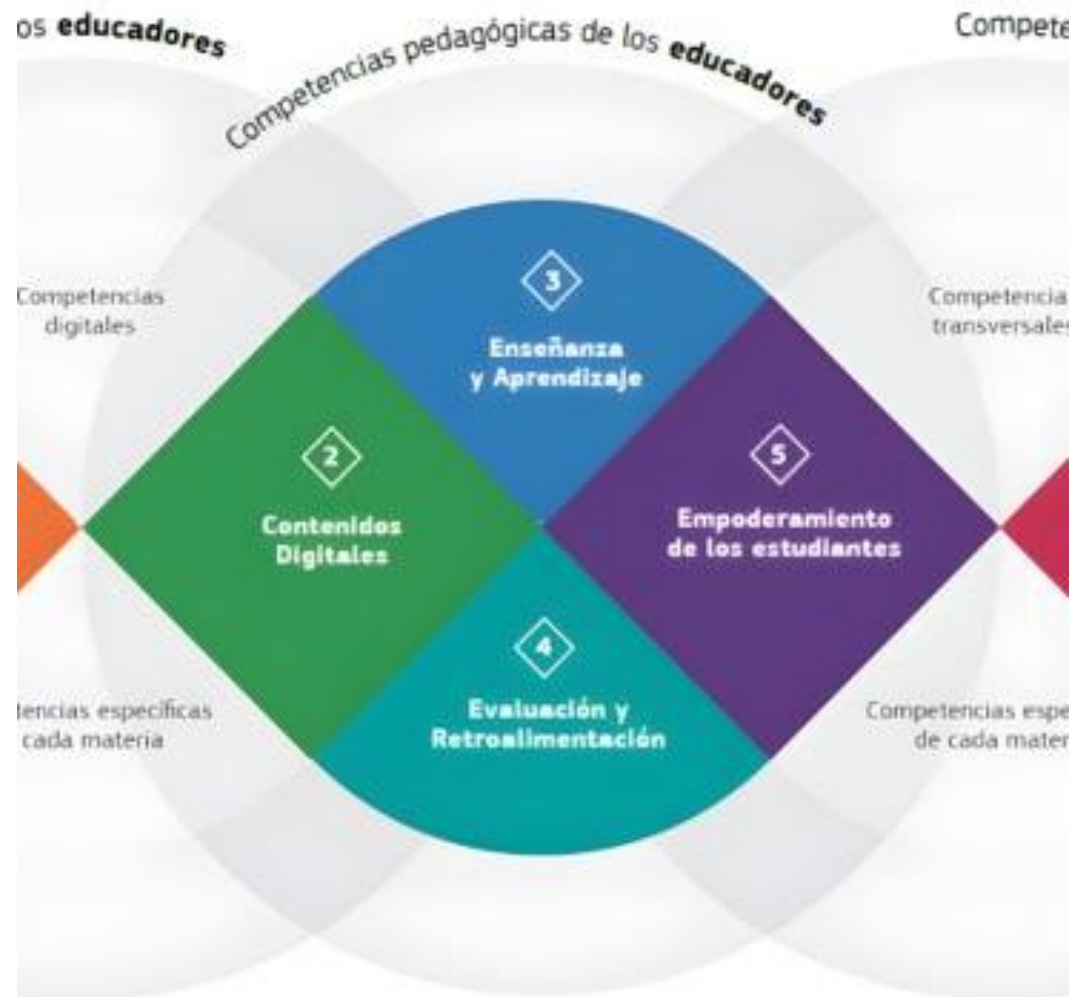 os educadores
Competencias pedagógicas de los educadores
Compete
Competencias
digitales
3
Enseñanza
y Aprendizaje
Competencia
transversales
2
Contenidos
Digitales
5
Empoderamiento
de los estudiantes
4
Evaluación y
Retroalimentación
tencias específicas
cada materia
Competencias espe
de cada mater